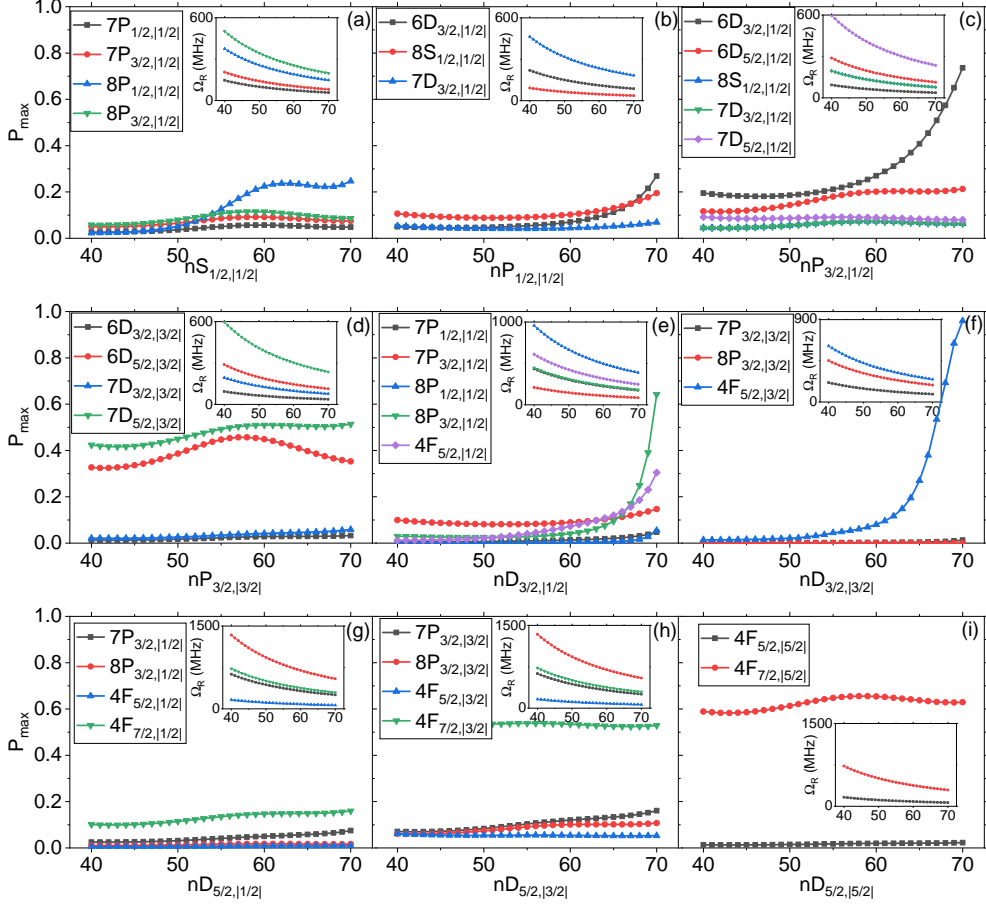 P_max
1.0
0.8
0.6
0.4
0.2
0.0
7P_1/2,|1/2|
7P_3/2,|1/2|
8P_1/2,|1/2|
8P_3/2,|1/2|
Ω_R (MHz)
600
0
40 50 60 70
(a)
40 50 60 70
nS_1/2,|1/2|
6D_3/2,|1/2|
8S_1/2,|1/2|
7D_3/2,|1/2|
Ω_R (MHz)
600
0
40 50 60 70
(b)
40 50 60 70
nP_1/2,|1/2|
6D_3/2,|1/2|
6D_5/2,|1/2|
8S_1/2,|1/2|
7D_3/2,|1/2|
7D_5/2,|1/2|
Ω_R (MHz)
600
0
40 50 60 70
(c)
40 50 60 70
nP_3/2,|1/2|
P_max
1.0
0.8
0.6
0.4
0.2
0.0
6D_3/2,|3/2|
6D_5/2,|3/2|
7D_3/2,|3/2|
7D_5/2,|3/2|
Ω_R (MHz)
600
0
40 50 60 70
(d)
40 50 60 70
nP_3/2,|3/2|
7P_1/2,|1/2|
7P_3/2,|1/2|
8P_1/2,|1/2|
8P_3/2,|1/2|
4F_5/2,|1/2|
Ω_R (MHz)
1000
0
40 50 60 70
(e)
40 50 60 70
nD_3/2,|1/2|
7P_3/2,|3/2|
8P_3/2,|3/2|
4F_5/2,|3/2|
Ω_R (MHz)
900
0
40 50 60 70
(f)
40 50 60 70
nD_3/2,|3/2|
P_max
1.0
0.8
0.6
0.4
0.2
0.0
7P_3/2,|1/2|
8P_3/2,|1/2|
4F_5/2,|1/2|
4F_7/2,|1/2|
Ω_R (MHz)
1500
0
40 50 60 70
(g)
40 50 60 70
nD_5/2,|1/2|
7P_3/2,|3/2|
8P_3/2,|3/2|
4F_5/2,|3/2|
4F_7/2,|3/2|
Ω_R (MHz)
1500
0
40 50 60 70
(h)
40 50 60 70
nD_5/2,|3/2|
4F_5/2,|5/2|
4F_7/2,|5/2|
(i)
Ω_R (MHz)
1500
0
40 50 60 70
40 50 60 70
nD_5/2,|5/2|